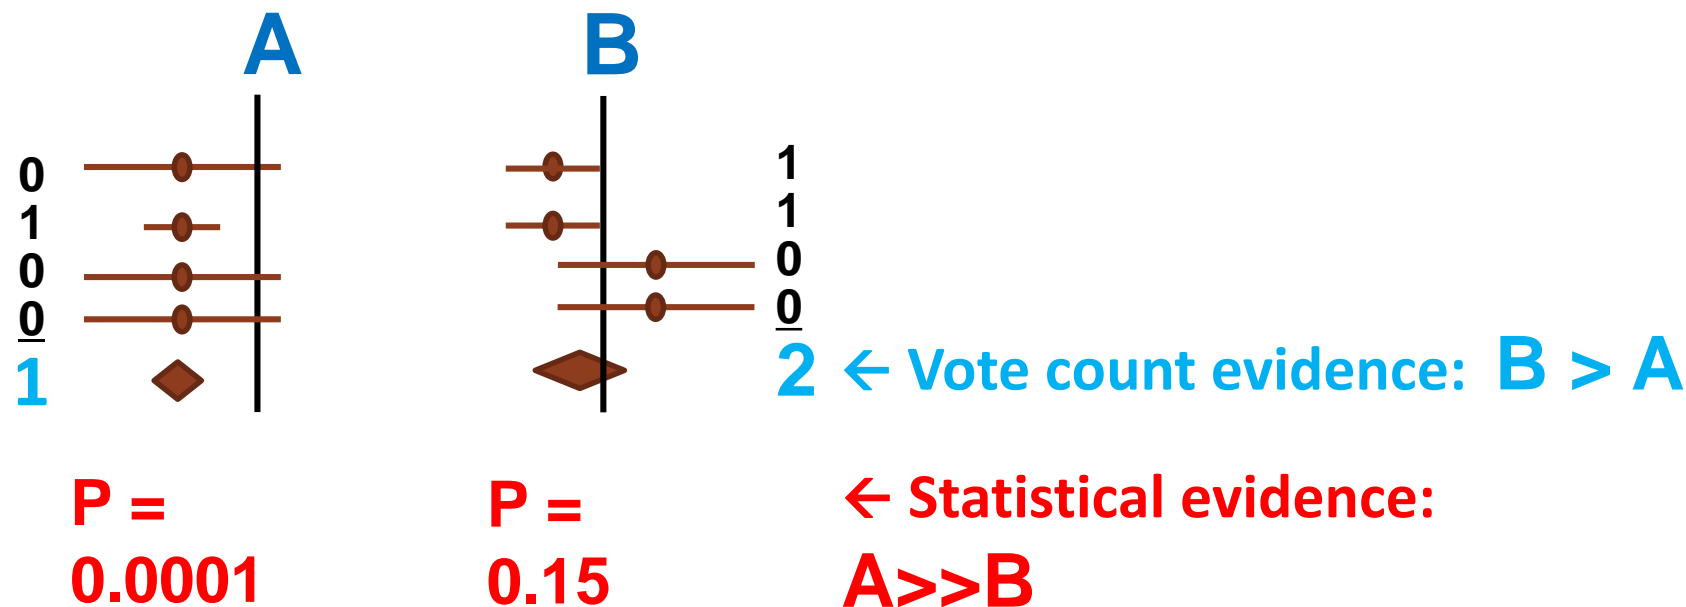 A B
0 1
1 1
0 0
0 0
1 2 ← Vote count evidence: B > A
P = P = ← Statistical evidence:
0.0001 0.15 A>>B